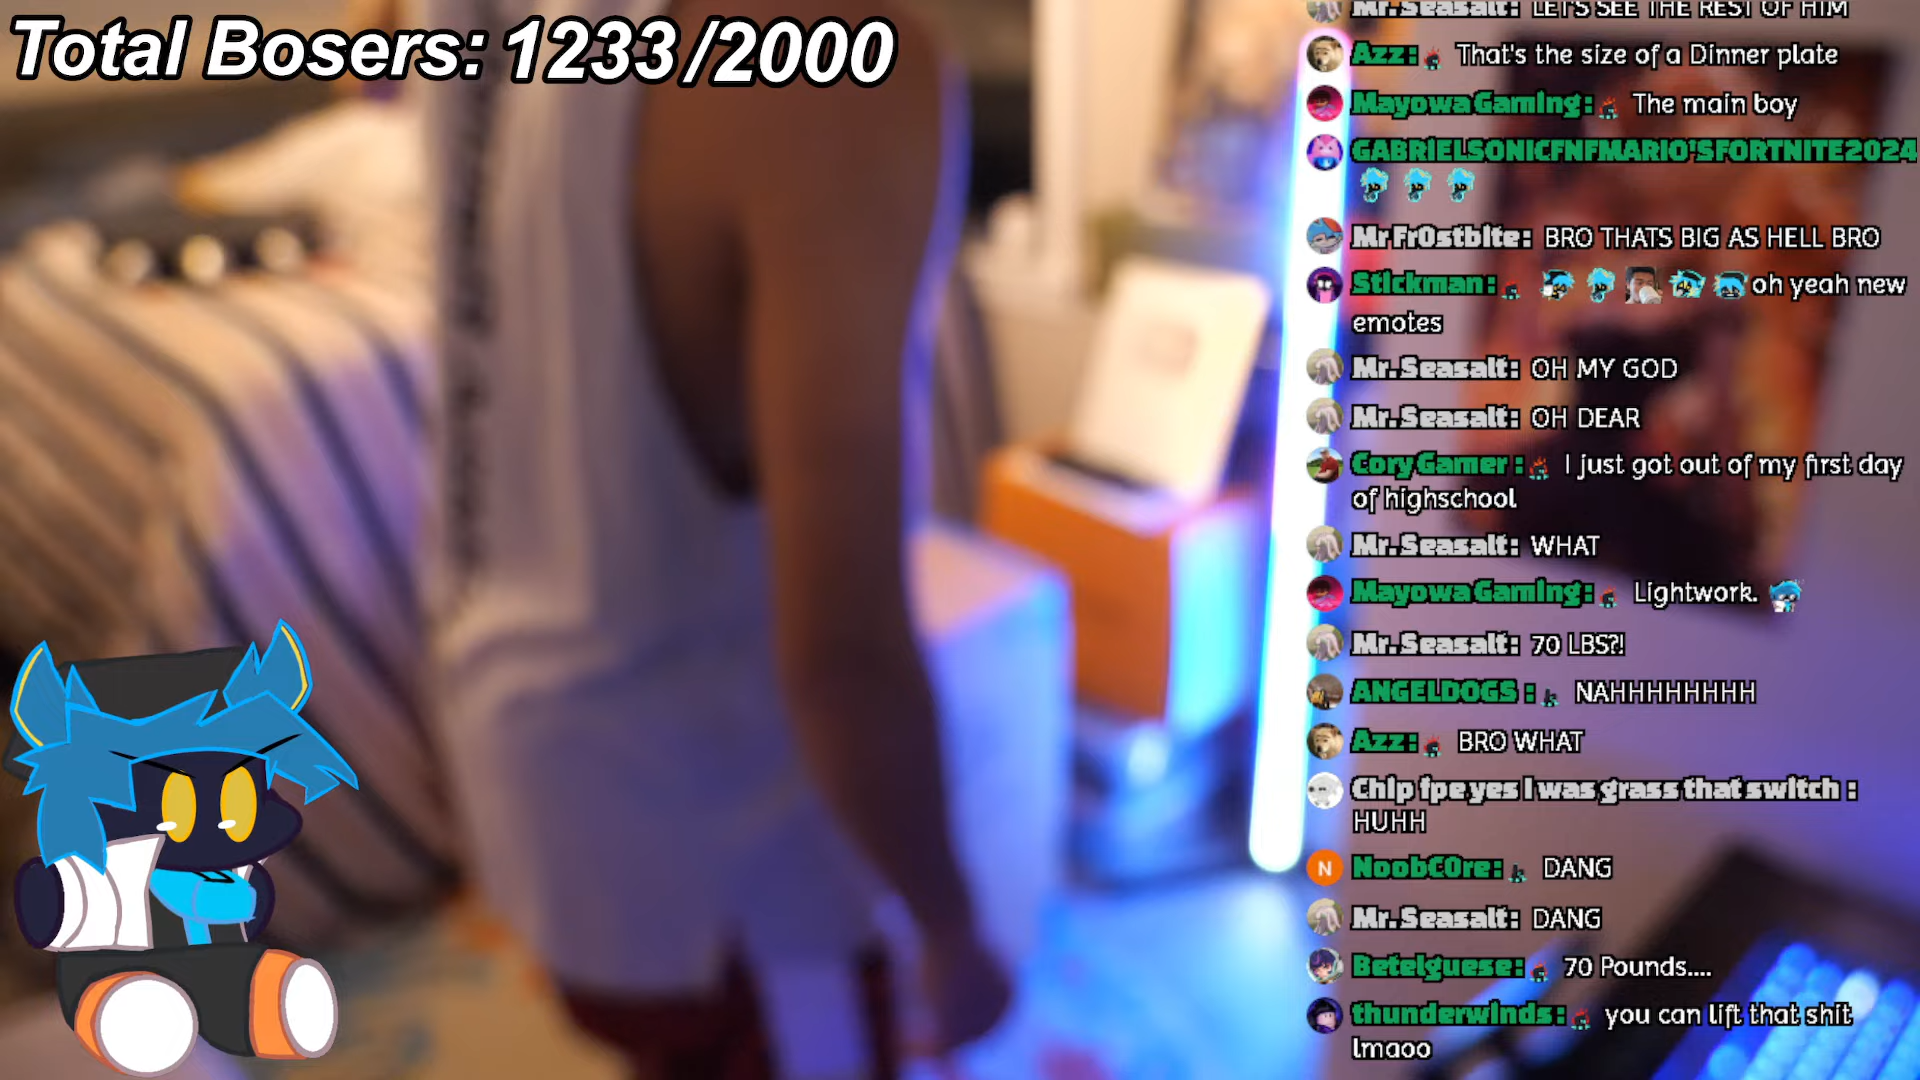 Total Bosers: 1233/2000
Mr.Seasalt: LET'S SEE THE REST OF HIM
Azz: That's the size of a Dinner plate
MayowaGaming: The main boy
GABRIELSONICFNFMARIO'SFORTNITE2024
MrFr0stbite: BRO THATS BIG AS HELL BRO
Stickman: oh yeah new
emotes
Mr.Seasalt: OH MY GOD
Mr.Seasalt: OH DEAR
CoryGamer: I just got out of my first day
of highschool
Mr.Seasalt: WHAT
MayowaGaming: Lightwork.
Mr.Seasalt: 70 LBS?!
ANGELDOGS: NAHHHHHHHH
Azz: BRO WHAT
Chip fpe yes I was grass that switch :
HUHH
N NoobC0re: DANG
Mr.Seasalt: DANG
Betelguese: 70 Pounds....
thunderwinds: you can lift that shit
lmaoo